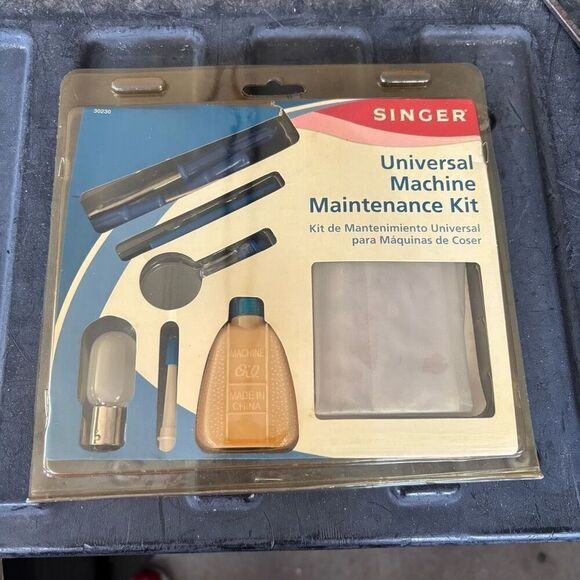 30230
SINGER
Universal
Machine
Maintenance Kit
Kit de Mantenimiento Universal
para Máquinas de Coser
MACHINE
Oil
MADE IN
CHINA